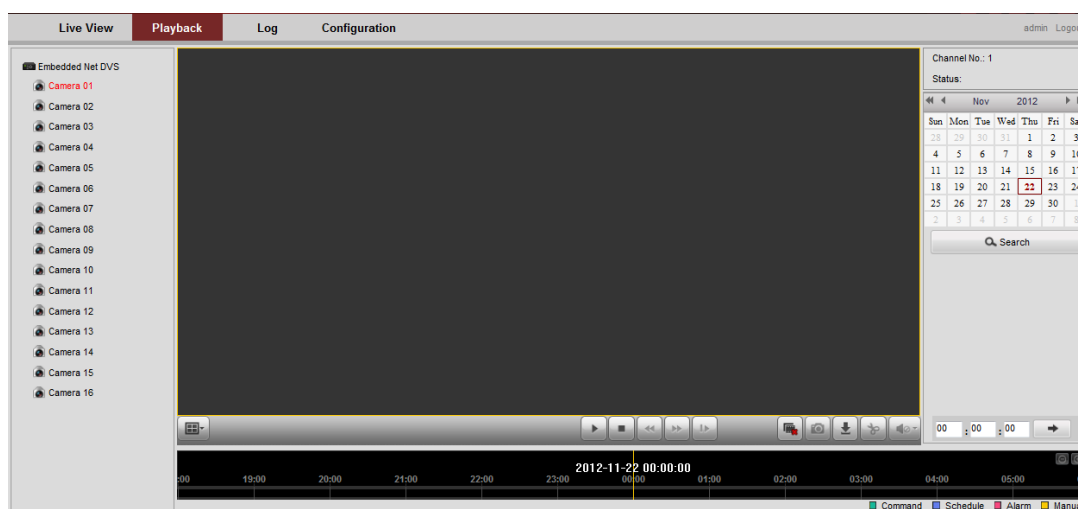 Live View Playback Log Configuration admin
Embedded Net DVS
Camera 01
Camera 02
Camera 03
Camera 04
Camera 05
Camera 06
Camera 07
Camera 08
Camera 09
Camera 10
Camera 11
Camera 12
Camera 13
Camera 14
Camera 15
Camera 16
Channel No.: 1
Status:
Nov 2012
Sun Mon Tue Wed Thu Fri
28 29 30 31 1 2 3
4 5 6 7 8 9 10
11 12 13 14 15 16 17
18 19 20 21 22 23 24
25 26 27 28 29 30 1
2 3 4 5 6 7 8
Search
00 : 00 : 00
2012-11-22 00:00:00
:00 19:00 20:00 21:00 22:00 23:00 00:00 01:00 02:00 03:00 04:00 05:00
Command Schedule Alarm Manua